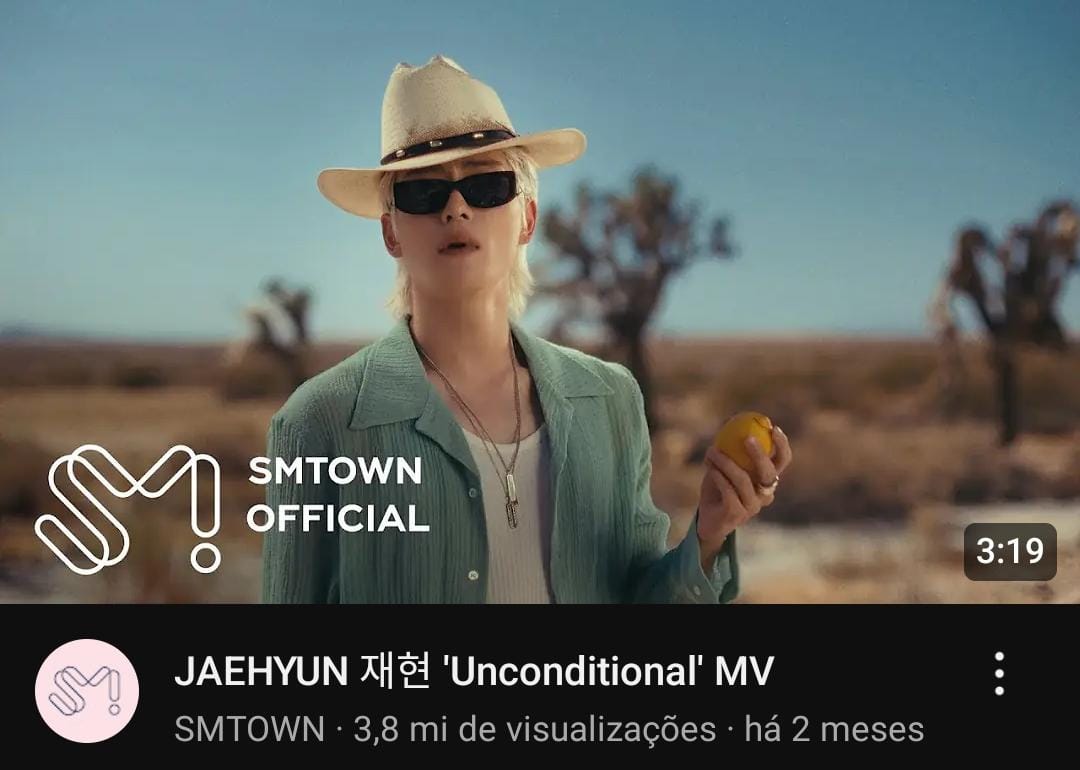 SMTOWN
OFFICIAL
3:19
JAEHYUN 재현 'Unconditional' MV
SMTOWN · 3,8 mi de visualizações · há 2 meses